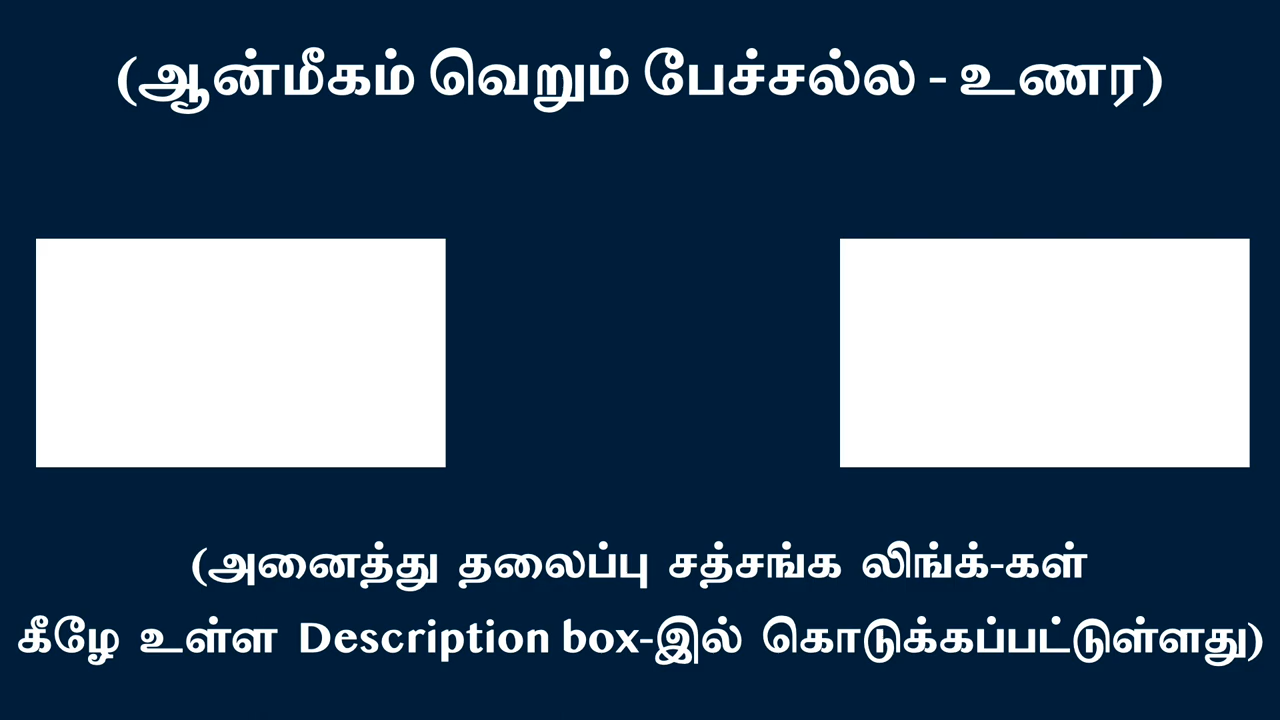 (ஆன்மீகம் வெறும் பேச்சல்ல - உணர)
(அனைத்து தலைப்பு சத்சங்க லிங்க்-கள்
கீழே உள்ள Description box-இல் கொடுக்கப்பட்டுள்ளது)